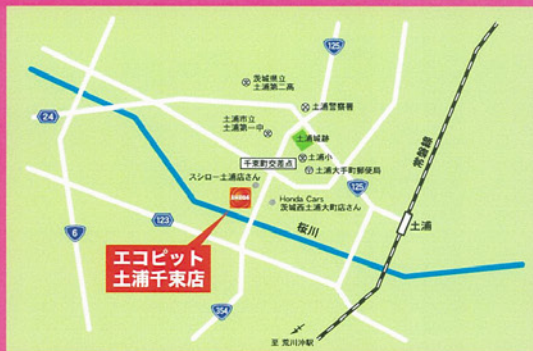 125
茨城県立
土浦第二高
土浦警察署
24
土浦市立
土浦第一中
土浦城跡
常磐線
千束町交差点
土浦小
土浦大手町郵便局
スシロー土浦店さん
125
Honda Cars
茨城西土浦大町店さん
123
土浦
6
桜川
エコピット
土浦千束店
354
至 荒川沖駅